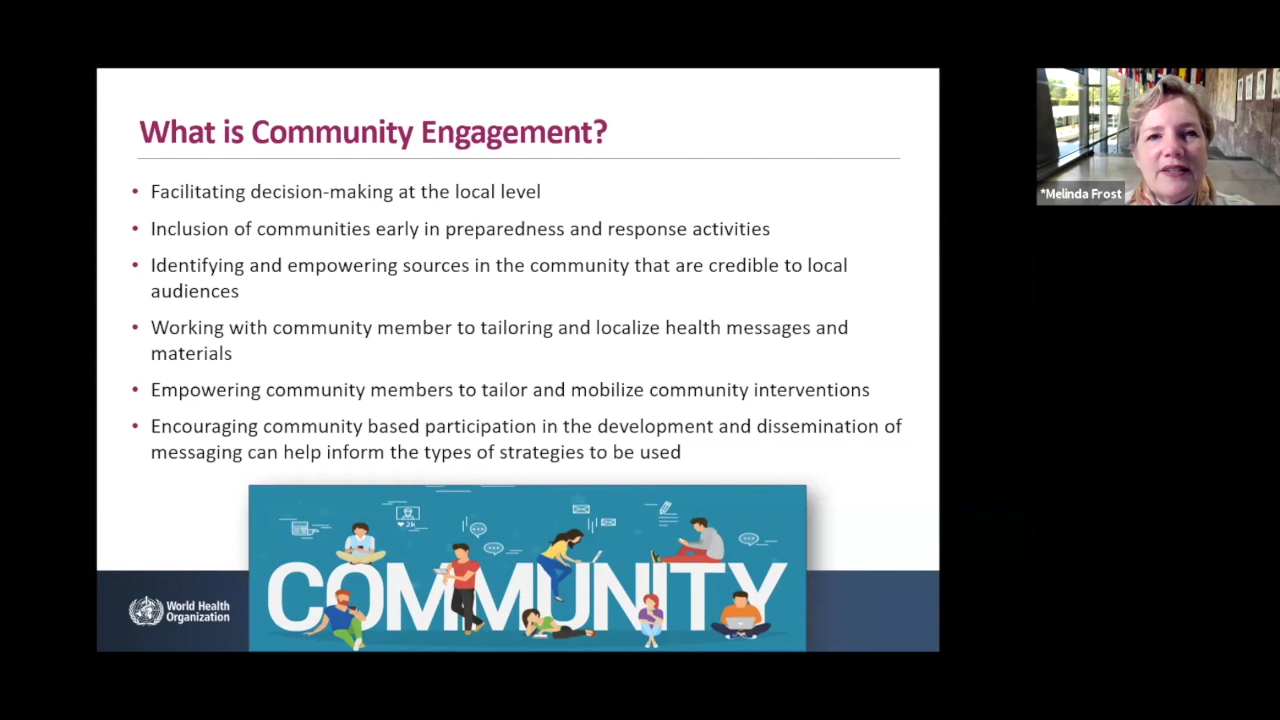 What is Community Engagement?
• Facilitating decision-making at the local level
• Inclusion of communities early in preparedness and response activities
• Identifying and empowering sources in the community that are credible to local
audiences
• Working with community member to tailoring and localize health messages and
materials
• Empowering community members to tailor and mobilize community interventions
• Encouraging community based participation in the development and dissemination of
messaging can help inform the types of strategies to be used
2k
COMMUNITY
World Health
Organization
*Melinda Frost